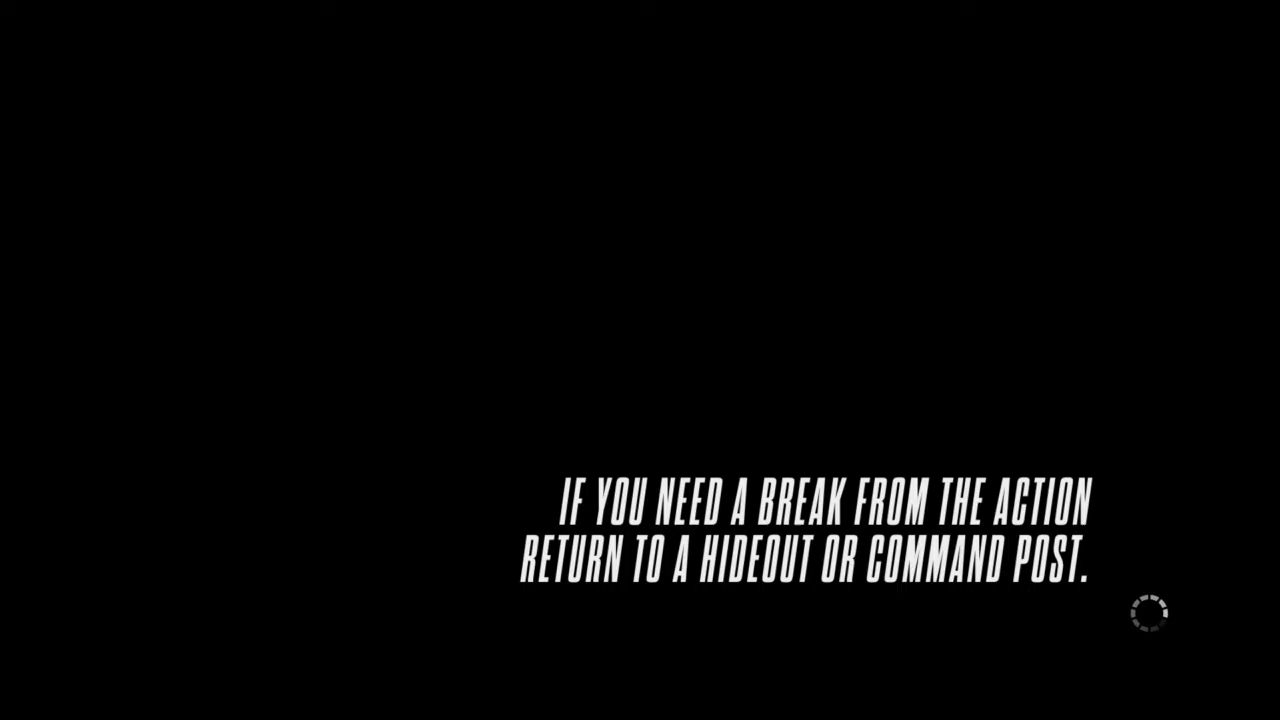 IF YOU NEED A BREAK FROM THE ACTION
RETURN TO A HIDEOUT OR COMMAND POST.